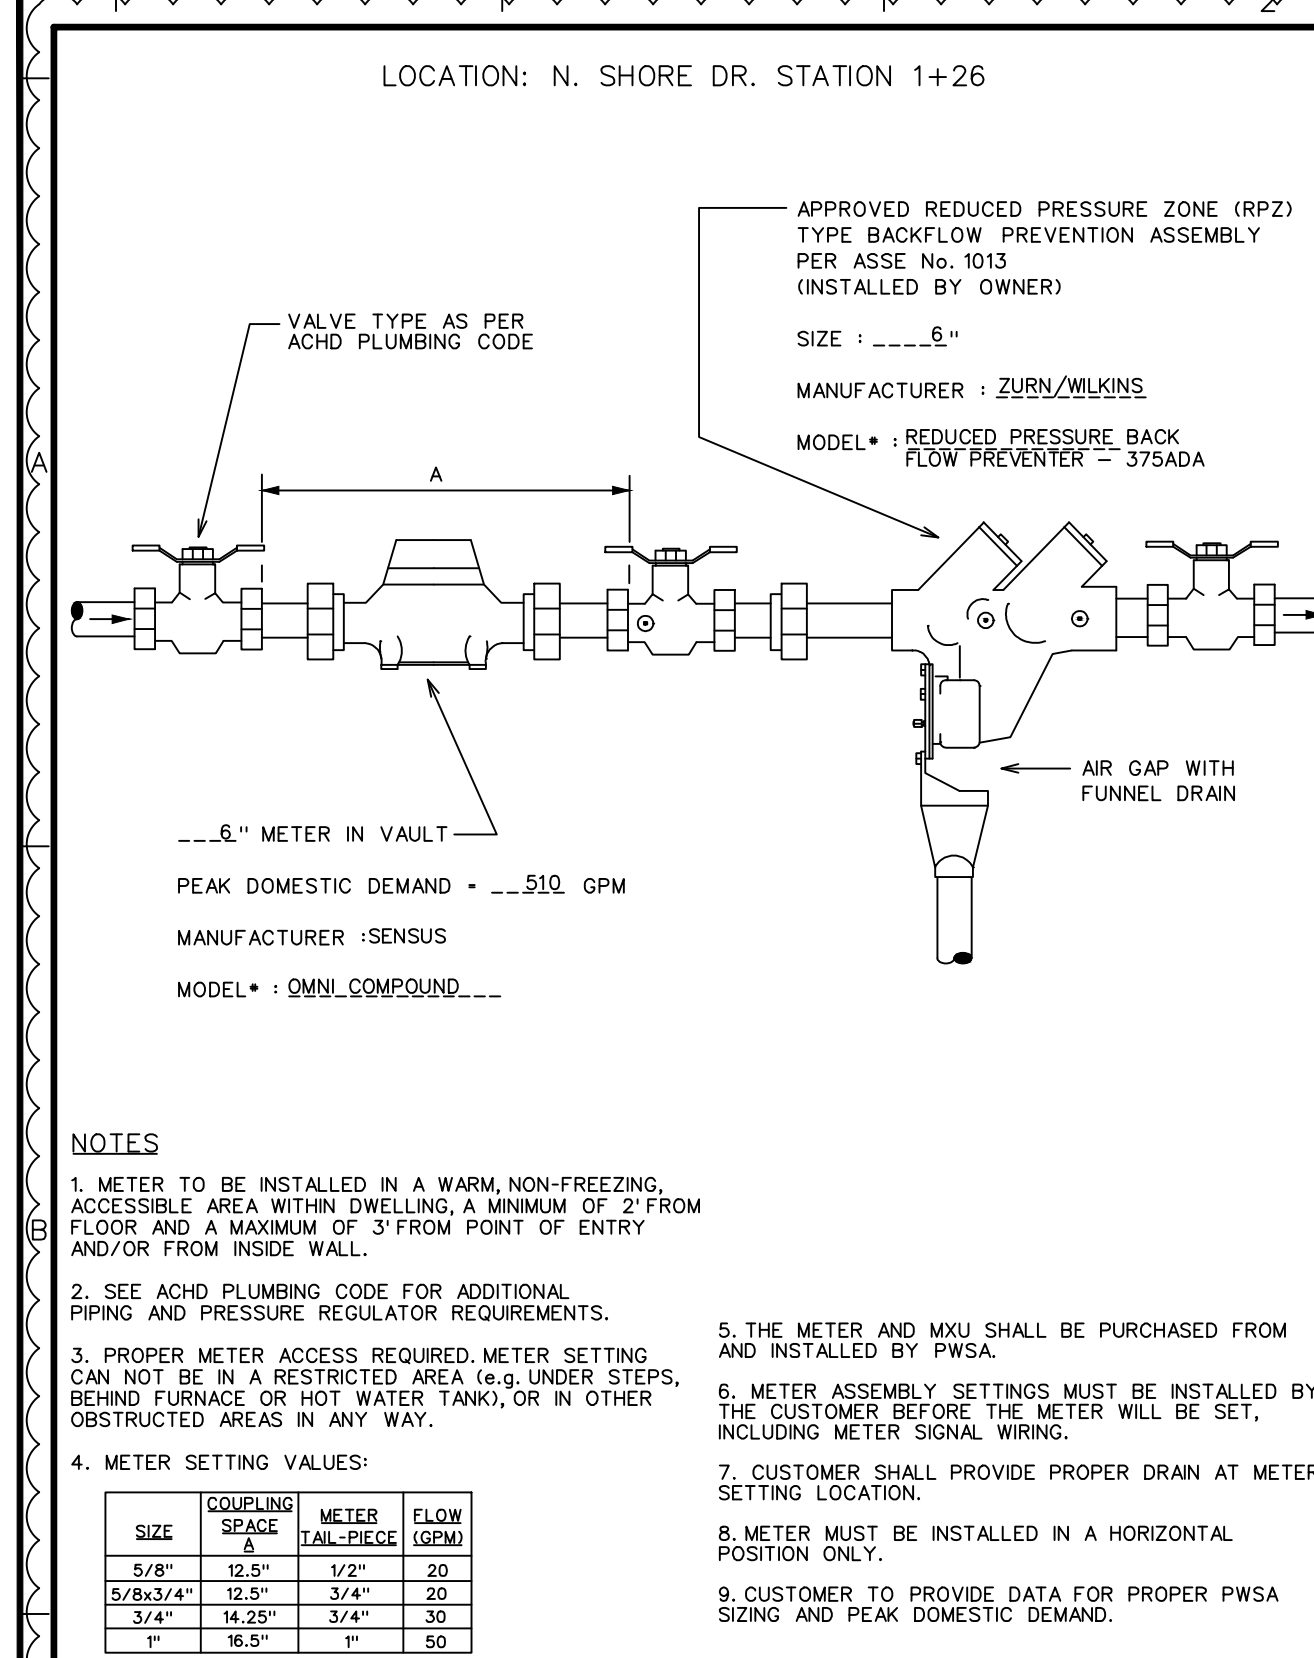 2
LOCATION: N. SHORE DR. STATION 1+26
APPROVED REDUCED PRESSURE ZONE (RPZ)
TYPE BACKFLOW PREVENTION ASSEMBLY
PER ASSE No. 1013
(INSTALLED BY OWNER)
SIZE : ____6"
MANUFACTURER : ZURN/WILKINS
MODEL# : REDUCED PRESSURE BACK
FLOW PREVENTER - 375ADA
VALVE TYPE AS PER
ACHD PLUMBING CODE
A
A
AIR GAP WITH
FUNNEL DRAIN
___6" METER IN VAULT
PEAK DOMESTIC DEMAND = __510 GPM
MANUFACTURER :SENSUS
MODEL# : OMNI COMPOUND___
NOTES
1. METER TO BE INSTALLED IN A WARM, NON-FREEZING,
ACCESSIBLE AREA WITHIN DWELLING, A MINIMUM OF 2' FROM
FLOOR AND A MAXIMUM OF 3' FROM POINT OF ENTRY
AND/OR FROM INSIDE WALL.
B
2. SEE ACHD PLUMBING CODE FOR ADDITIONAL
PIPING AND PRESSURE REGULATOR REQUIREMENTS.
3. PROPER METER ACCESS REQUIRED. METER SETTING
CAN NOT BE IN A RESTRICTED AREA (e.g. UNDER STEPS,
BEHIND FURNACE OR HOT WATER TANK), OR IN OTHER
OBSTRUCTED AREAS IN ANY WAY.
4. METER SETTING VALUES:
SIZE COUPLING SPACE A METER TAIL-PIECE FLOW (GPM)
5/8" 12.5" 1/2" 20
5/8x3/4" 12.5" 3/4" 20
3/4" 14.25" 3/4" 30
1" 16.5" 1" 50
5. THE METER AND MXU SHALL BE PURCHASED FROM
AND INSTALLED BY PWSA.
6. METER ASSEMBLY SETTINGS MUST BE INSTALLED BY
THE CUSTOMER BEFORE THE METER WILL BE SET,
INCLUDING METER SIGNAL WIRING.
7. CUSTOMER SHALL PROVIDE PROPER DRAIN AT METER
SETTING LOCATION.
8. METER MUST BE INSTALLED IN A HORIZONTAL
POSITION ONLY.
9. CUSTOMER TO PROVIDE DATA FOR PROPER PWSA
SIZING AND PEAK DOMESTIC DEMAND.